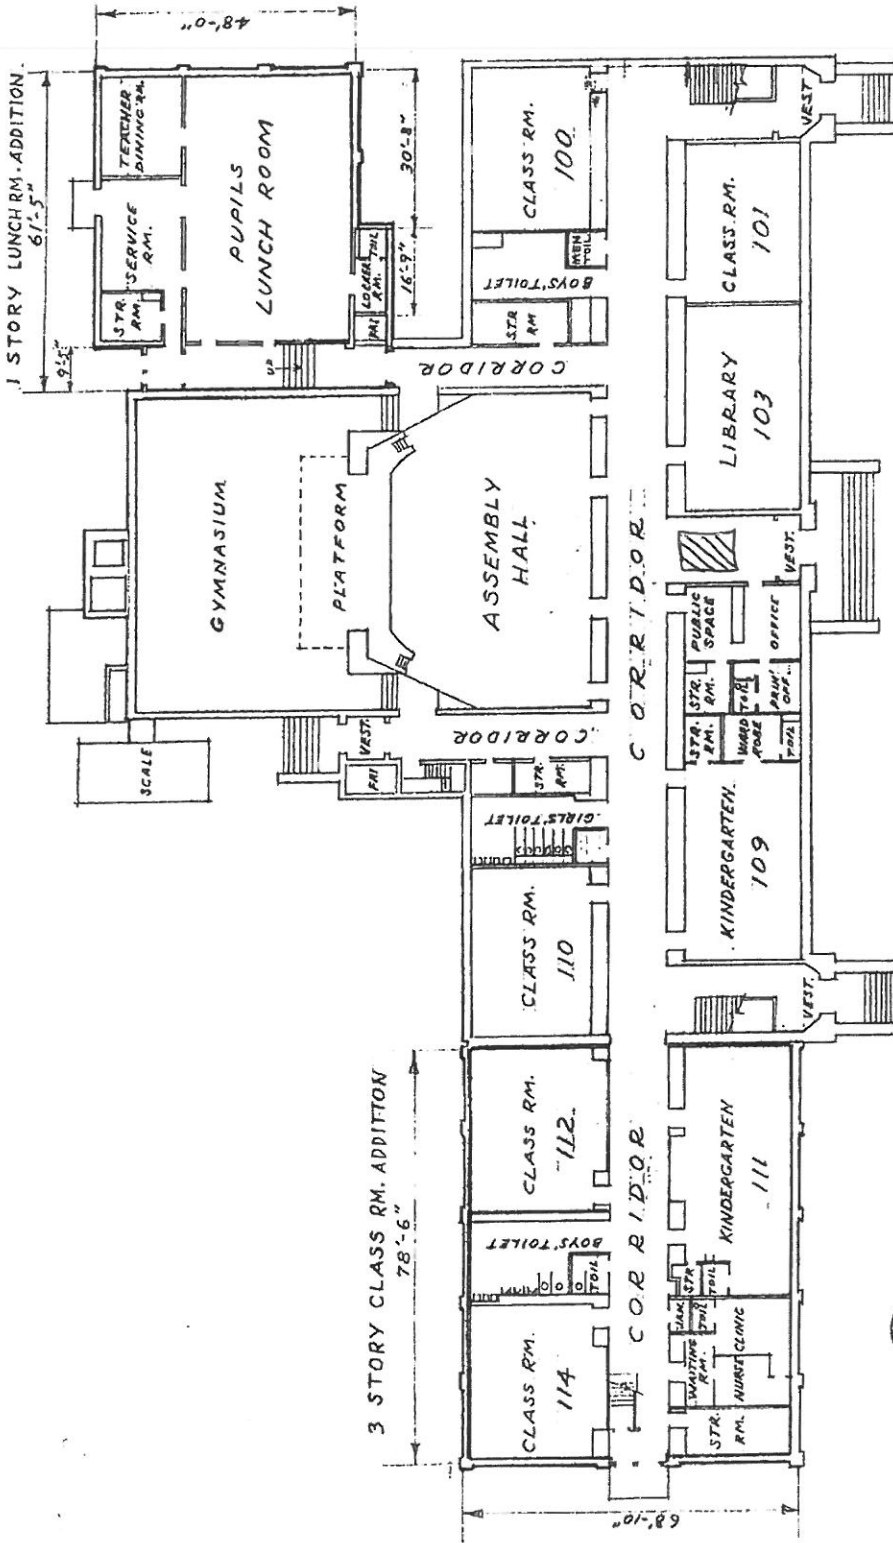 1 STORY LUNCH RM. ADDITION.
61'-5"
9'-5"
48'-0"
TEACHER
DINING RM.
SERVICE
RM.
STR.
RM.
PUPILS
LUNCH ROOM
30'-8"
16'-9"
LOCKER
RM.
TOIL
UP
CORRIDOR
GYMNASIUM
PLATFORM
ASSEMBLY
HALL
SCALE
VEST.
FAI
CORRIDOR
STR.
RM.
GIRLS' TOILET
CLASS RM.
100
BOYS' TOILET
MEN
TOIL.
STR
RM
CORRIDOR
CLASS RM.
110
VEST
CLASS RM.
101
LIBRARY
103
VEST.
PUBLIC
SPACE
OFFICE
STR.
RM.
TOIL
PRIN'
OFF.
STR.
RM.
WARD
ROBE
TOIL
KINDERGARTEN
109
VEST.
3 STORY CLASS RM. ADDITION
78'-6"
CLASS RM.
112
BOYS' TOILET
TOIL
CLASS RM.
114
CORRIDOR
KINDERGARTEN
111
STR
TOIL
JAN.
TOIL
WAITING
RM.
NURSE CLINIC
STR.
RM.
68'-10"